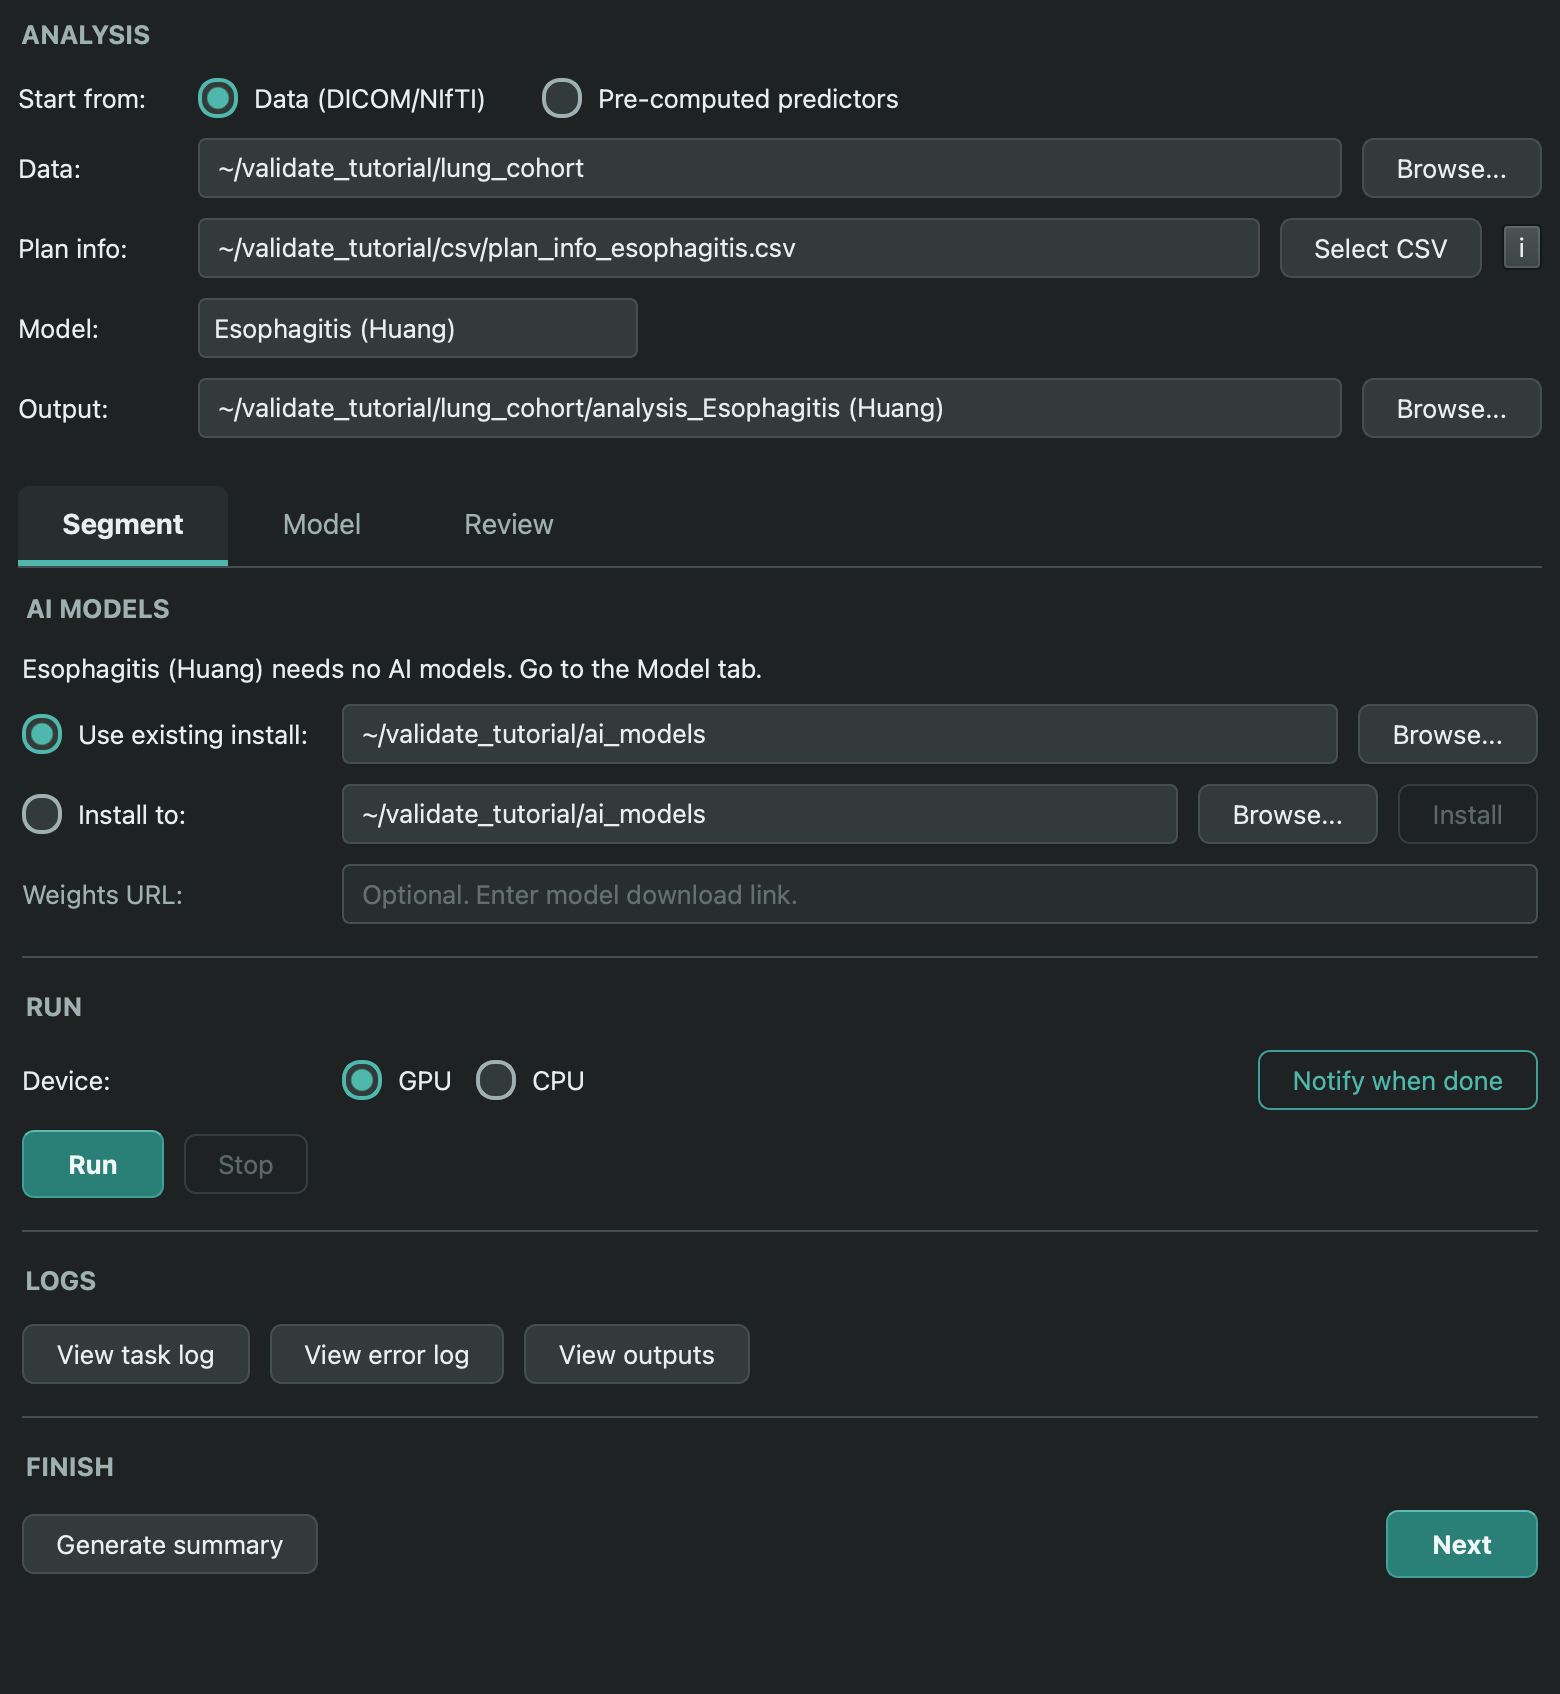 ANALYSIS
Start from: Data (DICOM/NIfTI) Pre-computed predictors
Data: ~/validate_tutorial/lung_cohort Browse...
Plan info: ~/validate_tutorial/csv/plan_info_esophagitis.csv Select CSV i
Model: Esophagitis (Huang)
Output: ~/validate_tutorial/lung_cohort/analysis_Esophagitis (Huang) Browse...
Segment Model Review
AI MODELS
Esophagitis (Huang) needs no AI models. Go to the Model tab.
Use existing install: ~/validate_tutorial/ai_models Browse...
Install to: ~/validate_tutorial/ai_models Browse... Install
Weights URL: Optional. Enter model download link.
RUN
Device: GPU CPU Notify when done
Run Stop
LOGS
View task log View error log View outputs
FINISH
Generate summary Next